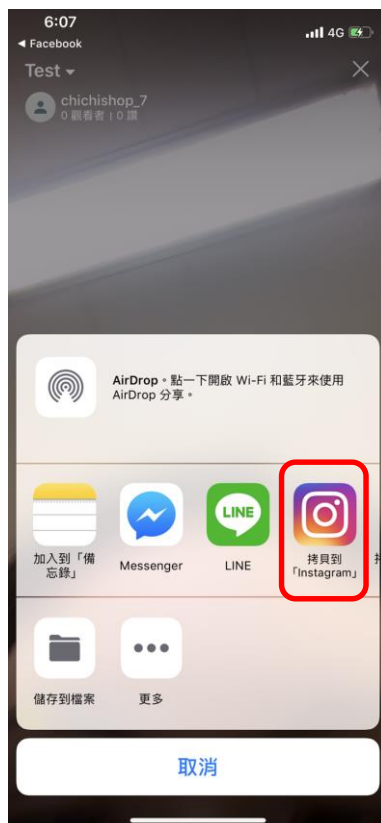 6:07
4G
◀ Facebook
Test
chichishop_7
0 觀看者 | 0 讚
AirDrop。點一下開啟 Wi-Fi 和藍牙來使用
AirDrop 分享。
LINE
加入到「備
忘錄」
Messenger
LINE
拷貝到
「Instagram」
儲存到檔案
更多
取消